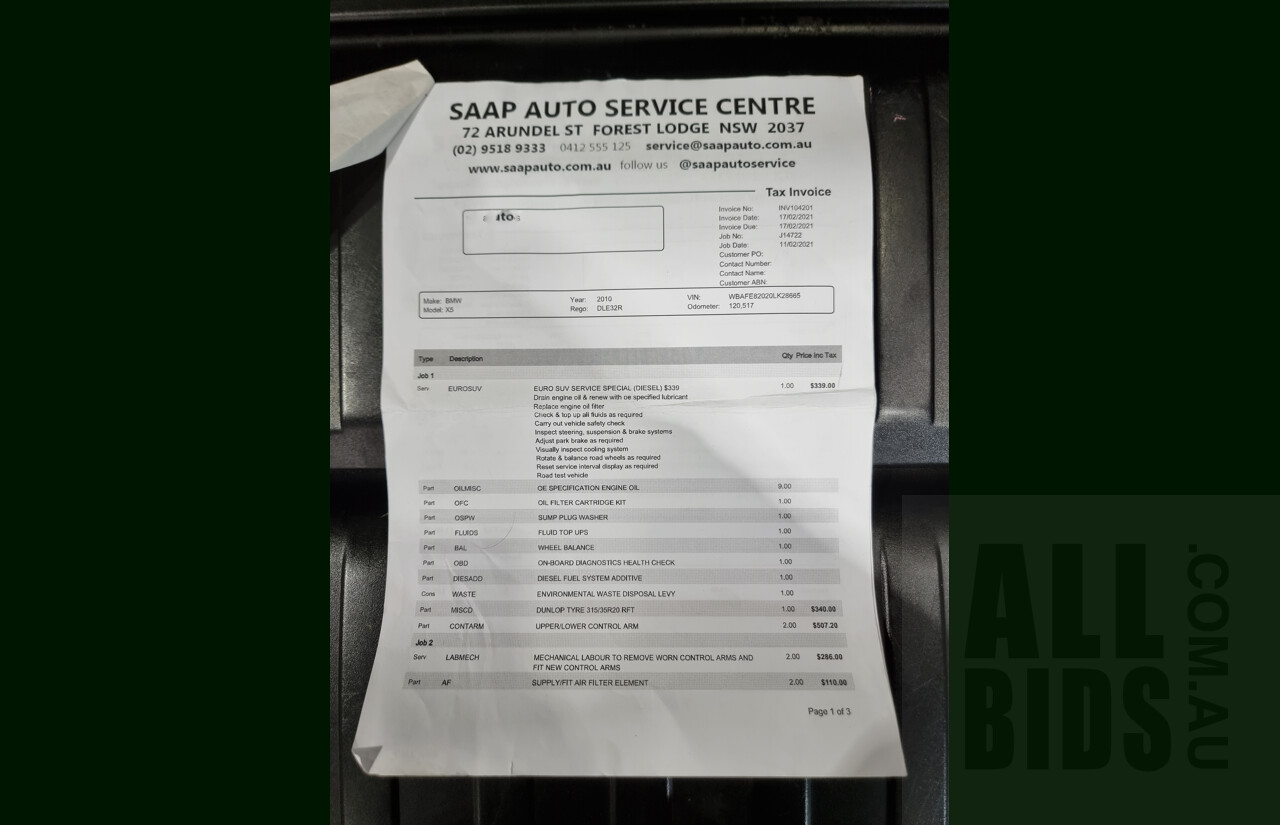 SAAP AUTO SERVICE CENTRE
72 ARUNDEL ST FOREST LODGE NSW 2037
(02) 9518 9333 0412 555 125 service@saapauto.com.au
www.saapauto.com.au follow us @saapautoservice
Tax Invoice
Invoice No: INV104201
Invoice Date: 17/02/2021
Invoice Due: 17/02/2021
Job No: J14722
Job Date: 11/02/2021
Customer PO:
Contact Number:
Contact Name:
Customer ABN:
Make: BMW Year: 2010 VIN: WBAFE82020LK28665
Model: X5 Rego: DLE32R Odometer: 120,517
Type Description Qty Price Inc Tax
Job 1
Serv EUROSUV EURO SUV SERVICE SPECIAL (DIESEL) $339 1.00 $339.00
Drain engine oil & renew with oe specified lubricant
Replace engine oil filter
Check & top up all fluids as required
Carry out vehicle safety check
Inspect steering, suspension & brake systems
Adjust park brake as required
Visually inspect cooling system
Rotate & balance road wheels as required
Reset service interval display as required
Road test vehicle
Part OILMISC OE SPECIFICATION ENGINE OIL 9.00
Part OFC OIL FILTER CARTRIDGE KIT 1.00
Part OSPW SUMP PLUG WASHER 1.00
Part FLUIDS FLUID TOP UPS 1.00
Part BAL WHEEL BALANCE 1.00
Part OBD ON-BOARD DIAGNOSTICS HEALTH CHECK 1.00
Part DIESADD DIESEL FUEL SYSTEM ADDITIVE 1.00
Cons WASTE ENVIRONMENTAL WASTE DISPOSAL LEVY 1.00
Part MISCD DUNLOP TYRE 315/35R20 RFT 1.00 $340.00
Part CONTARM UPPER/LOWER CONTROL ARM 2.00 $507.20
Job 2
Serv LABMECH MECHANICAL LABOUR TO REMOVE WORN CONTROL ARMS AND 2.00 $286.00
FIT NEW CONTROL ARMS
Part AF SUPPLY/FIT AIR FILTER ELEMENT 2.00 $110.00
Page 1 of 3
ALL
BIDS
.COM.AU